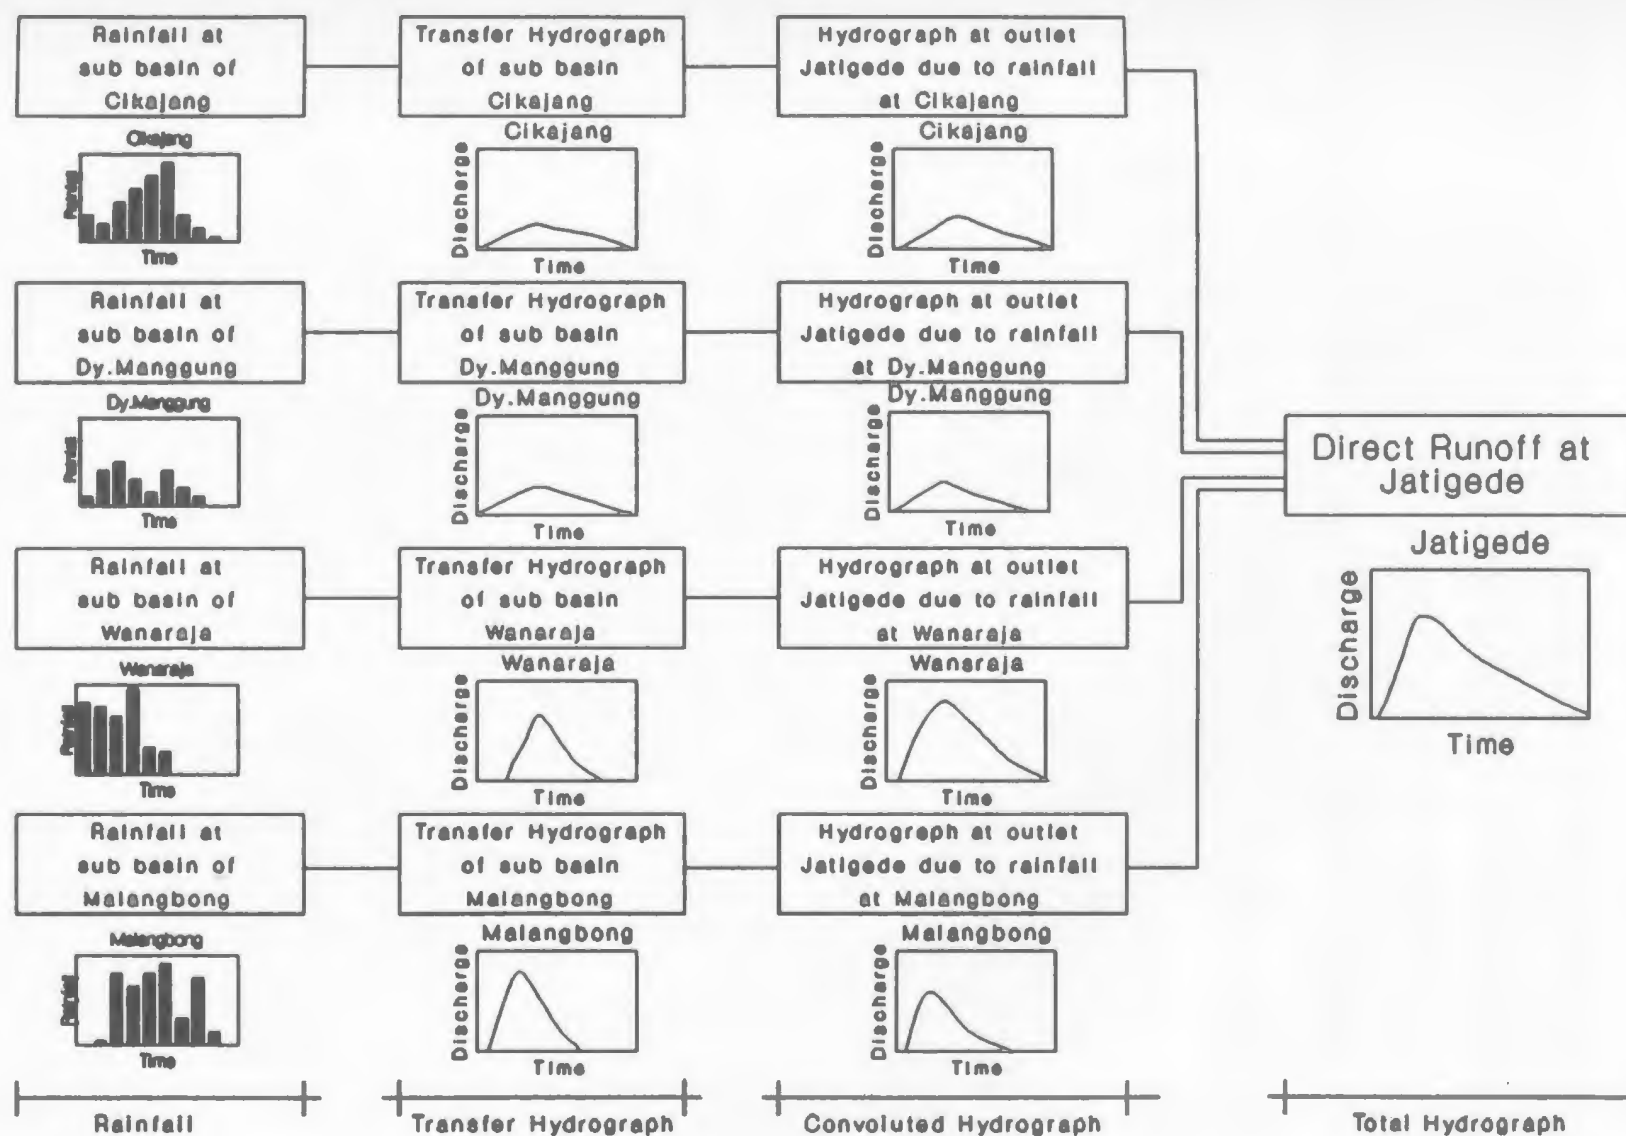 Rainfall at
sub basin of
Cikajang
Transfer Hydrograph
of sub basin
Cikajang
Hydrograph at outlet
Jatigede due to rainfall
at Cikajang
Cikajang
Time
Cikajang
Discharge
Time
Cikajang
Discharge
Time
Rainfall at
sub basin of
Dy.Manggung
Transfer Hydrograph
of sub basin
Dy.Manggung
Hydrograph at outlet
Jatigede due to rainfall
at Dy.Manggung
Dy.Manggung
Time
Dy.Manggung
Discharge
Time
Dy.Manggung
Discharge
Time
Rainfall at
sub basin of
Wanaraja
Transfer Hydrograph
of sub basin
Wanaraja
Hydrograph at outlet
Jatigede due to rainfall
at Wanaraja
Wanaraja
Time
Wanaraja
Discharge
Time
Wanaraja
Discharge
Time
Rainfall at
sub basin of
Malangbong
Transfer Hydrograph
of sub basin
Malangbong
Hydrograph at outlet
Jatigede due to rainfall
at Malangbong
Malangbong
Time
Malangbong
Discharge
Time
Malangbong
Discharge
Time
Direct Runoff at
Jatigede
Jatigede
Discharge
Time
Rainfall
Transfer Hydrograph
Convoluted Hydrograph
Total Hydrograph